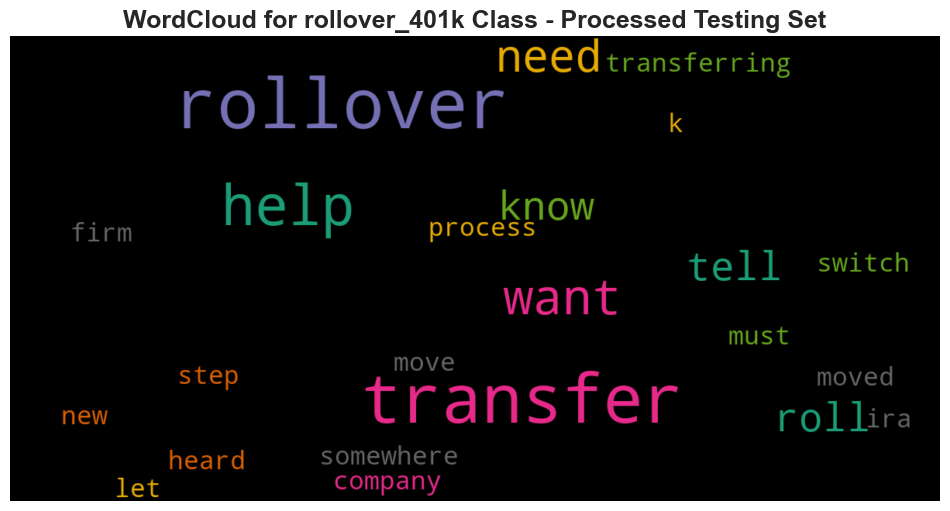 WordCloud for rollover_401k Class - Processed Testing Set
need
transferring
rollover
k
help
know
firm
process
tell
switch
want
must
move
step
transfer
moved
new
roll
ira
heard
somewhere
company
let